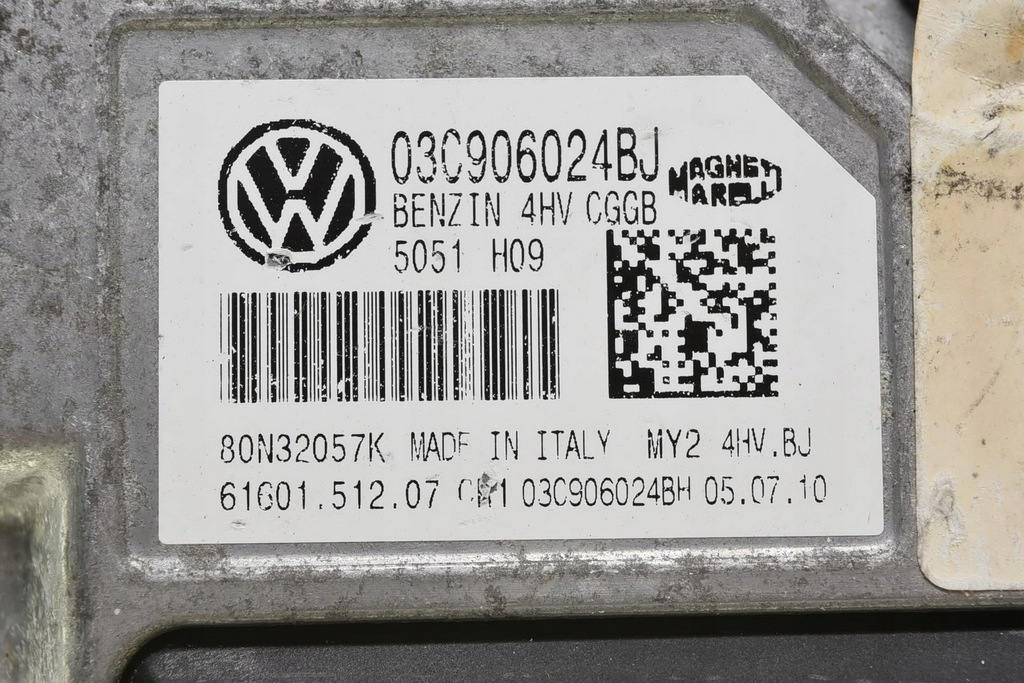 03C906024BJ
MAGNETI
MARELLI
BENZIN 4HV CGGB
5051 H09
80N32057K MADE IN ITALY MY2 4HV.BJ
61601.512.07 03C906024BH 05.07.10